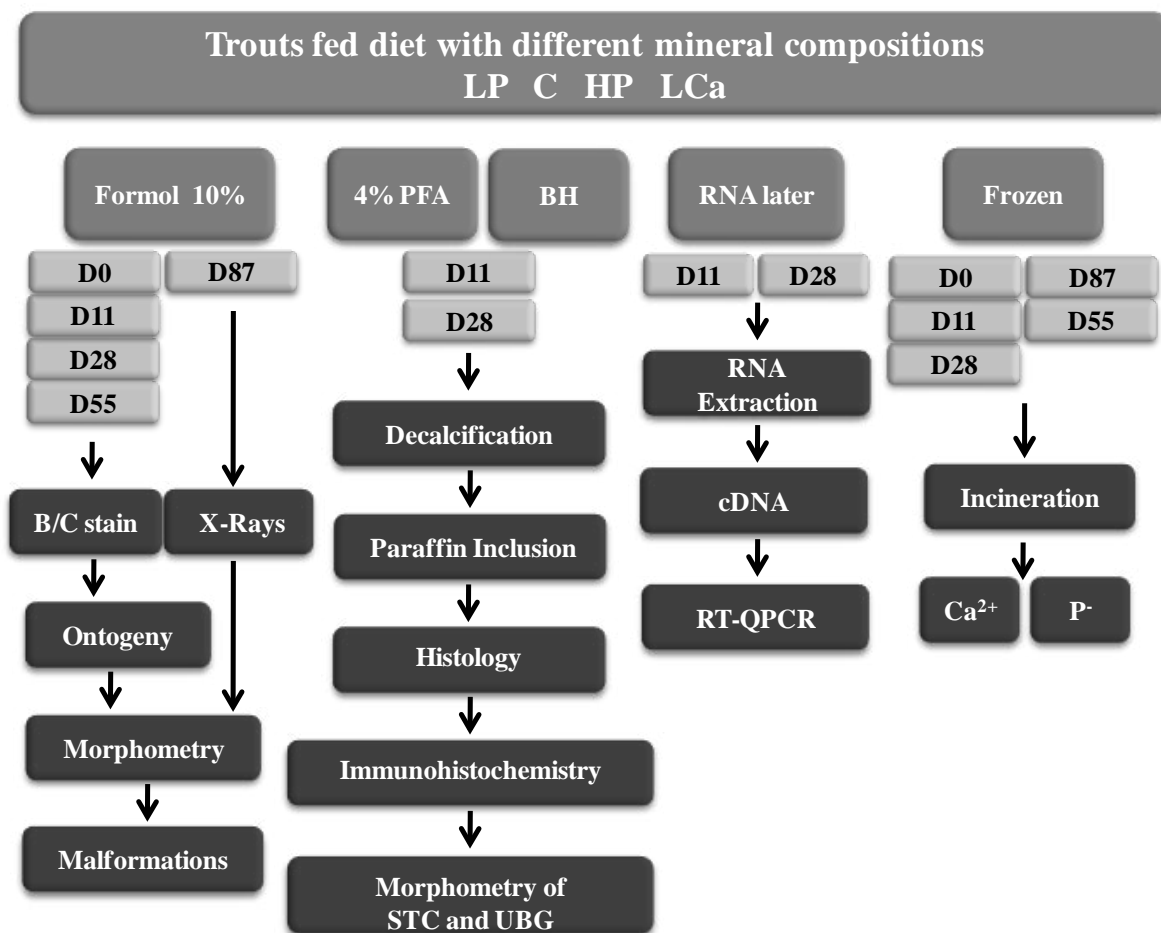 Trouts fed diet with different mineral compositions
LP C HP LCa
Formol 10%
D0
D87
D11
D28
D55
B/C stain
X-Rays
Ontogeny
Morphometry
Malformations
4% PFA
BH
D11
D28
Decalcification
Paraffin Inclusion
Histology
Immunohistochemistry
Morphometry of
STC and UBG
RNA later
D11
D28
RNA
Extraction
cDNA
RT-QPCR
Frozen
D0
D87
D11
D55
D28
Incineration
Ca²⁺
P⁻